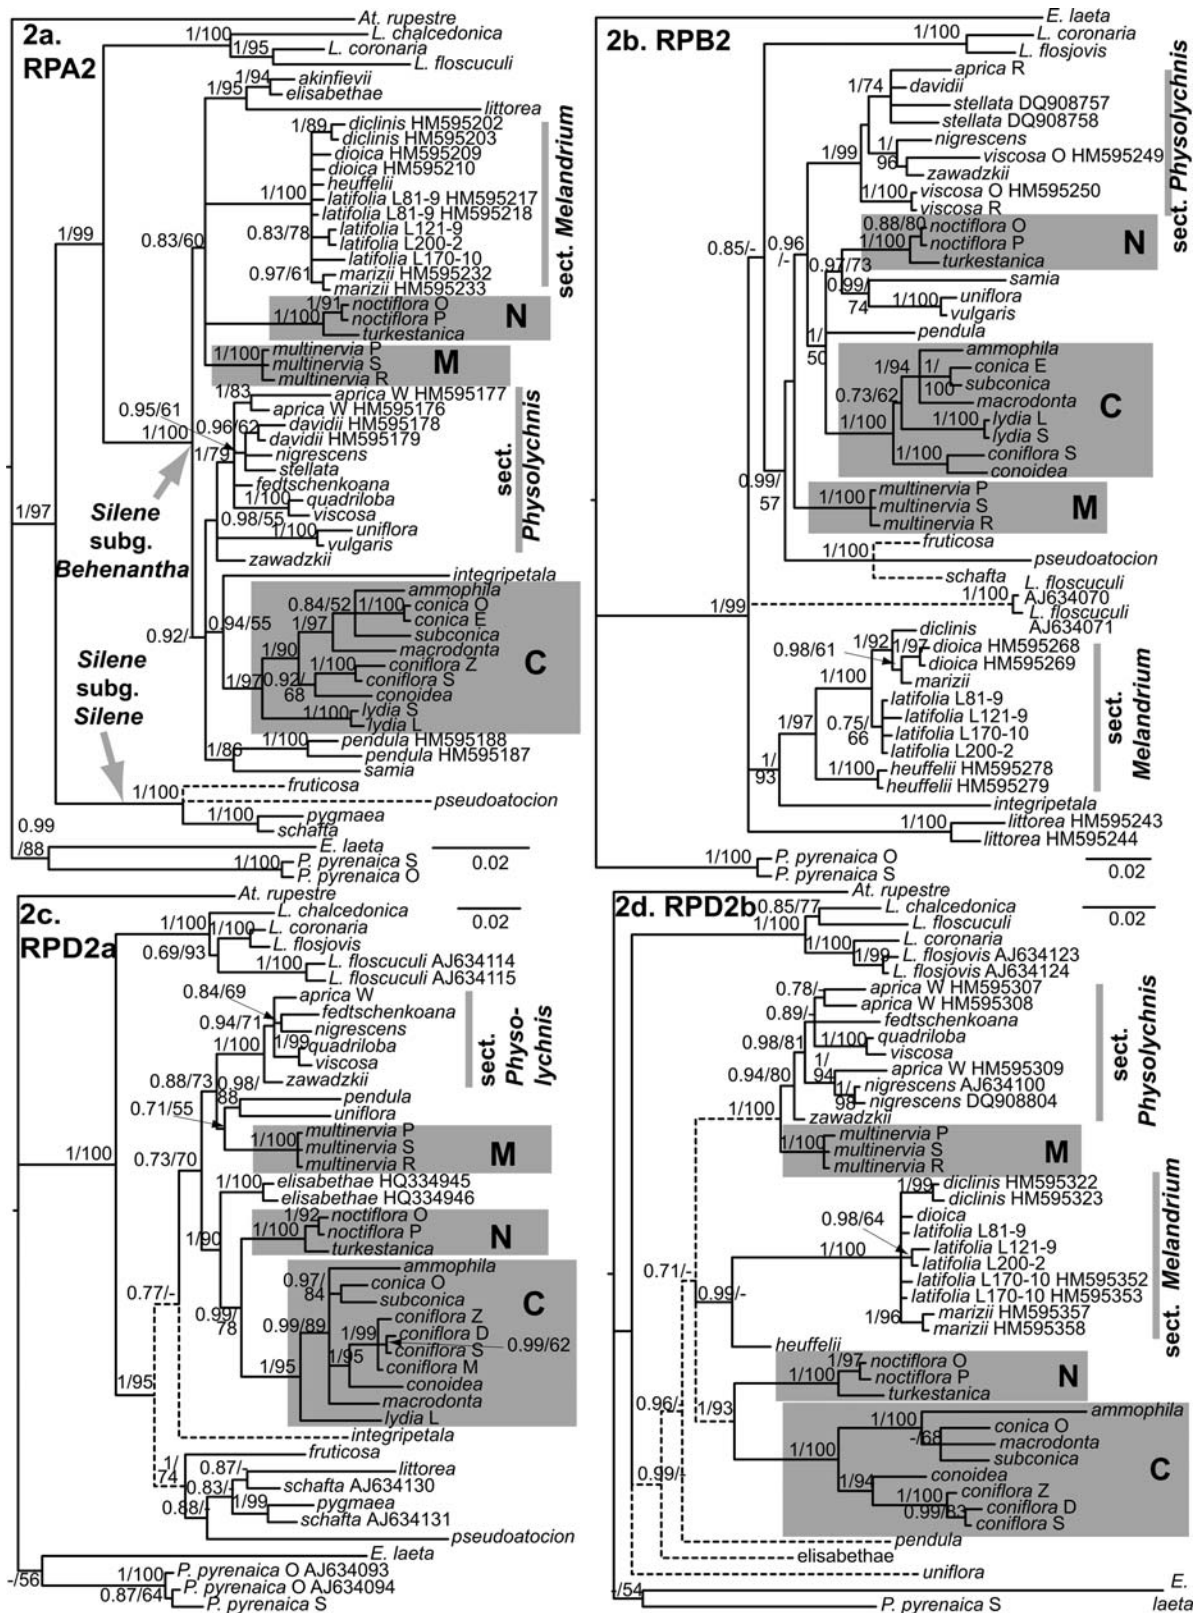 2a.
RPA2
At. rupestre
1/100
L. chalcedonica
1/95
L. coronaria
L. floscuculi
1/94
akinfievii
1/95
elisabethae
littorea
1/89
diclinis HM595202
diclinis HM595203
dioica HM595209
dioica HM595210
heuffelii
1/100
latifolia L81-9 HM595217
latifolia L81-9 HM595218
0.83/78
latifolia L121-9
latifolia L200-2
latifolia L170-10
0.97/61
marizii HM595232
marizii HM595233
sect. Melandrium
1/99
0.83/60
1/91
noctiflora O
1/100
noctiflora P
turkestanica
N
multinervia P
1/100
multinervia S
multinervia R
M
1/83
aprica W HM595177
aprica W HM595176
0.95/61
0.96/62
davidii HM595178
davidii HM595179
1/100
1/79
nigrescens
stellata
fedtschenkoana
1/100
quadriloba
viscosa
0.98/55
1/100
uniflora
vulgaris
zawadzkii
sect.
Physolychnis
1/97
Silene
subg.
Behenantha
integripetala
ammophila
0.84/52
1/100
conica O
conica E
1/97
subconica
macrodonta
0.92/
0.94/55
1/90
1/100
coniflora Z
coniflora S
0.92/
68
conoidea
1/97
1/100
lydia S
lydia L
C
1/100
pendula HM595188
pendula HM595187
1/86
samia
Silene
subg.
Silene
1/100
fruticosa
pseudoatocion
1/100
pygmaea
schafta
0.99
/88
E. laeta
1/100
P. pyrenaica S
P. pyrenaica O
0.02
2b. RPB2
E. laeta
1/100
L. coronaria
L. flosjovis
aprica R
1/74
davidii
stellata DQ908757
stellata DQ908758
1/99
1/
96
nigrescens
viscosa O HM595249
zawadzkii
1/100
viscosa O HM595250
viscosa R
sect. Physolychnis
0.85/-
0.96
/-
0.88/80
noctiflora O
1/100
noctiflora P
turkestanica
N
0.97/73
0.99/
74
samia
1/100
uniflora
vulgaris
1/
50
pendula
ammophila
1/94
1/
100
conica E
subconica
0.73/62
macrodonta
1/100
1/100
lydia L
lydia S
1/100
coniflora S
conoidea
C
0.99/
57
1/100
multinervia P
multinervia S
multinervia R
M
fruticosa
1/100
pseudoatocion
schafta
1/99
1/100
L. floscuculi
AJ634070
L. floscuculi
AJ634071
diclinis
1/92
1/97
dioica HM595268
dioica HM595269
0.98/61
marizii
1/100
latifolia L81-9
latifolia L121-9
0.75/
66
latifolia L170-10
latifolia L200-2
1/97
1/100
heuffelii HM595278
heuffelii HM595279
sect.
Melandrium
1/
93
integripetala
1/100
littorea HM595243
littorea HM595244
1/100
P. pyrenaica O
P. pyrenaica S
0.02
2c.
RPD2a
At. rupestre
0.02
1/100
L. chalcedonica
1/100
L. coronaria
L. flosjovis
0.69/93
1/100
L. floscuculi AJ634114
L. floscuculi AJ634115
0.84/69
aprica W
fedtschenkoana
0.94/71
nigrescens
1/100
1/99
quadriloba
viscosa
zawadzkii
sect.
Physo-
lychnis
0.88/73
0.98/
88
pendula
uniflora
0.71/55
multinervia P
1/100
multinervia S
multinervia R
M
1/100
0.73/70
1/100
elisabethae HQ334945
elisabethae HQ334946
1/90
1/92
noctiflora O
1/100
noctiflora P
turkestanica
N
0.77/-
0.99/
78
ammophila
0.97/
84
conica O
subconica
coniflora Z
0.99/89
1/99
coniflora D
coniflora S
0.99/62
1/95
1/95
coniflora M
conoidea
macrodonta
lydia L
C
1/95
integripetala
-1/
74
fruticosa
0.87/-
littorea
0.83/-
schafta AJ634130
1/99
pygmaea
0.88/-
schafta AJ634131
pseudoatocion
-/56
E. laeta
1/100
P. pyrenaica O AJ634093
P. pyrenaica O AJ634094
0.87/64
P. pyrenaica S
2d. RPD2b
At. rupestre
0.02
0.85/77
L. chalcedonica
L. floscuculi
1/100
1/100
L. coronaria
1/99
L. flosjovis AJ634123
L. flosjovis AJ634124
0.78/-
aprica W HM595307
aprica W HM595308
0.89/-
fedtschenkoana
0.98/81
1/100
quadriloba
viscosa
1/
94
aprica W HM595309
0.94/80
1/
98
nigrescens AJ634100
nigrescens DQ908804
zawadzkii
sect.
Physolychnis
1/100
multinervia P
1/100
multinervia S
multinervia R
M
1/99
diclinis HM595322
diclinis HM595323
dioica
0.98/64
latifolia L81-9
latifolia L121-9
1/100
latifolia L200-2
latifolia L170-10 HM595352
latifolia L170-10 HM595353
1/96
marizii HM595357
marizii HM595358
sect. Melandrium
0.71/-
0.99/-
heuffelii
1/97
noctiflora O
1/100
noctiflora P
turkestanica
N
0.96/-
1/93
ammophila
1/100
conica O
-/68
macrodonta
subconica
1/100
conoidea
1/94
1/100
coniflora Z
coniflora D
0.99/83
coniflora S
C
0.99/-
pendula
elisabethae
uniflora
-/54
E.
laeta
P. pyrenaica S